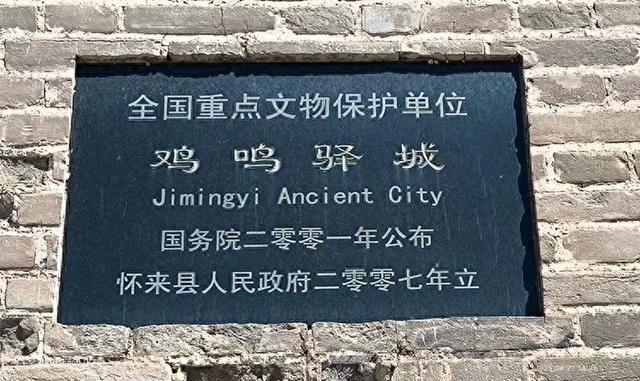 全国重点文物保护单位
鸡鸣驿城
Jimingyi Ancient City
国务院二零零一年公布
怀来县人民政府二零零七年立